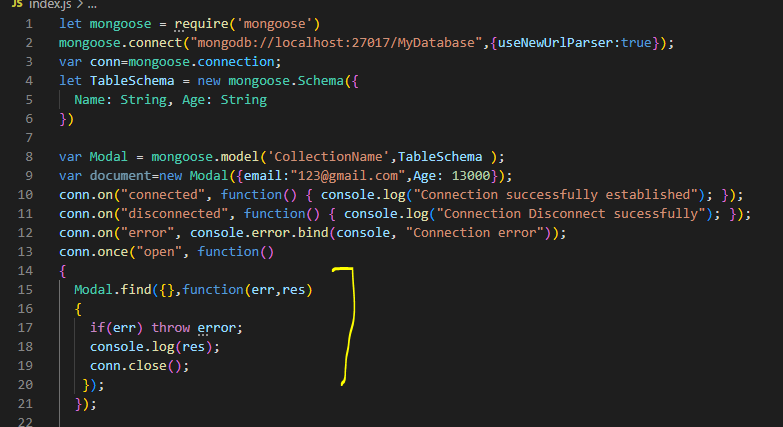 JS index.js > ...
1 let mongoose = require('mongoose')
2 mongoose.connect("mongodb://localhost:27017/MyDatabase",{useNewUrlParser:true});
3 var conn=mongoose.connection;
4 let TableSchema = new mongoose.Schema({
5 Name: String, Age: String
6 })
7
8 var Modal = mongoose.model('CollectionName',TableSchema );
9 var document=new Modal({email:"123@gmail.com",Age: 13000});
10 conn.on("connected", function() { console.log("Connection successfully established"); });
11 conn.on("disconnected", function() { console.log("Connection Disconnect sucessfully"); });
12 conn.on("error", console.error.bind(console, "Connection error"));
13 conn.once("open", function()
14 {
15 Modal.find({},function(err,res)
16 {
17 if(err) throw error;
18 console.log(res);
19 conn.close();
20 });
21 });
22